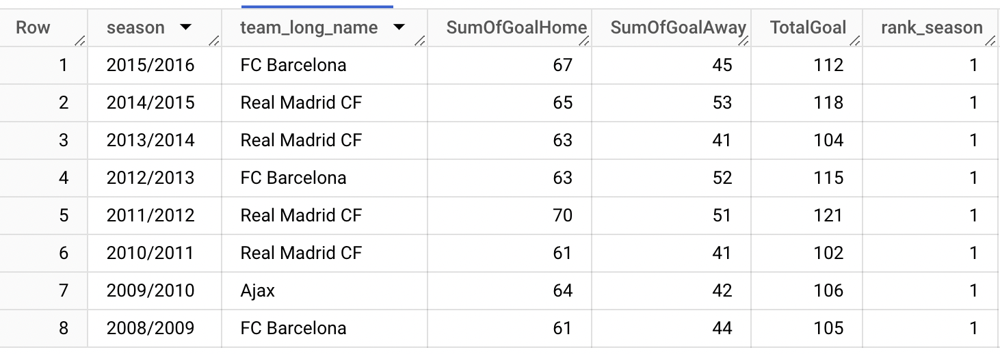 Row season team_long_name SumOfGoalHome SumOfGoalAway TotalGoal rank_season
1 2015/2016 FC Barcelona 67 45 112 1
2 2014/2015 Real Madrid CF 65 53 118 1
3 2013/2014 Real Madrid CF 63 41 104 1
4 2012/2013 FC Barcelona 63 52 115 1
5 2011/2012 Real Madrid CF 70 51 121 1
6 2010/2011 Real Madrid CF 61 41 102 1
7 2009/2010 Ajax 64 42 106 1
8 2008/2009 FC Barcelona 61 44 105 1